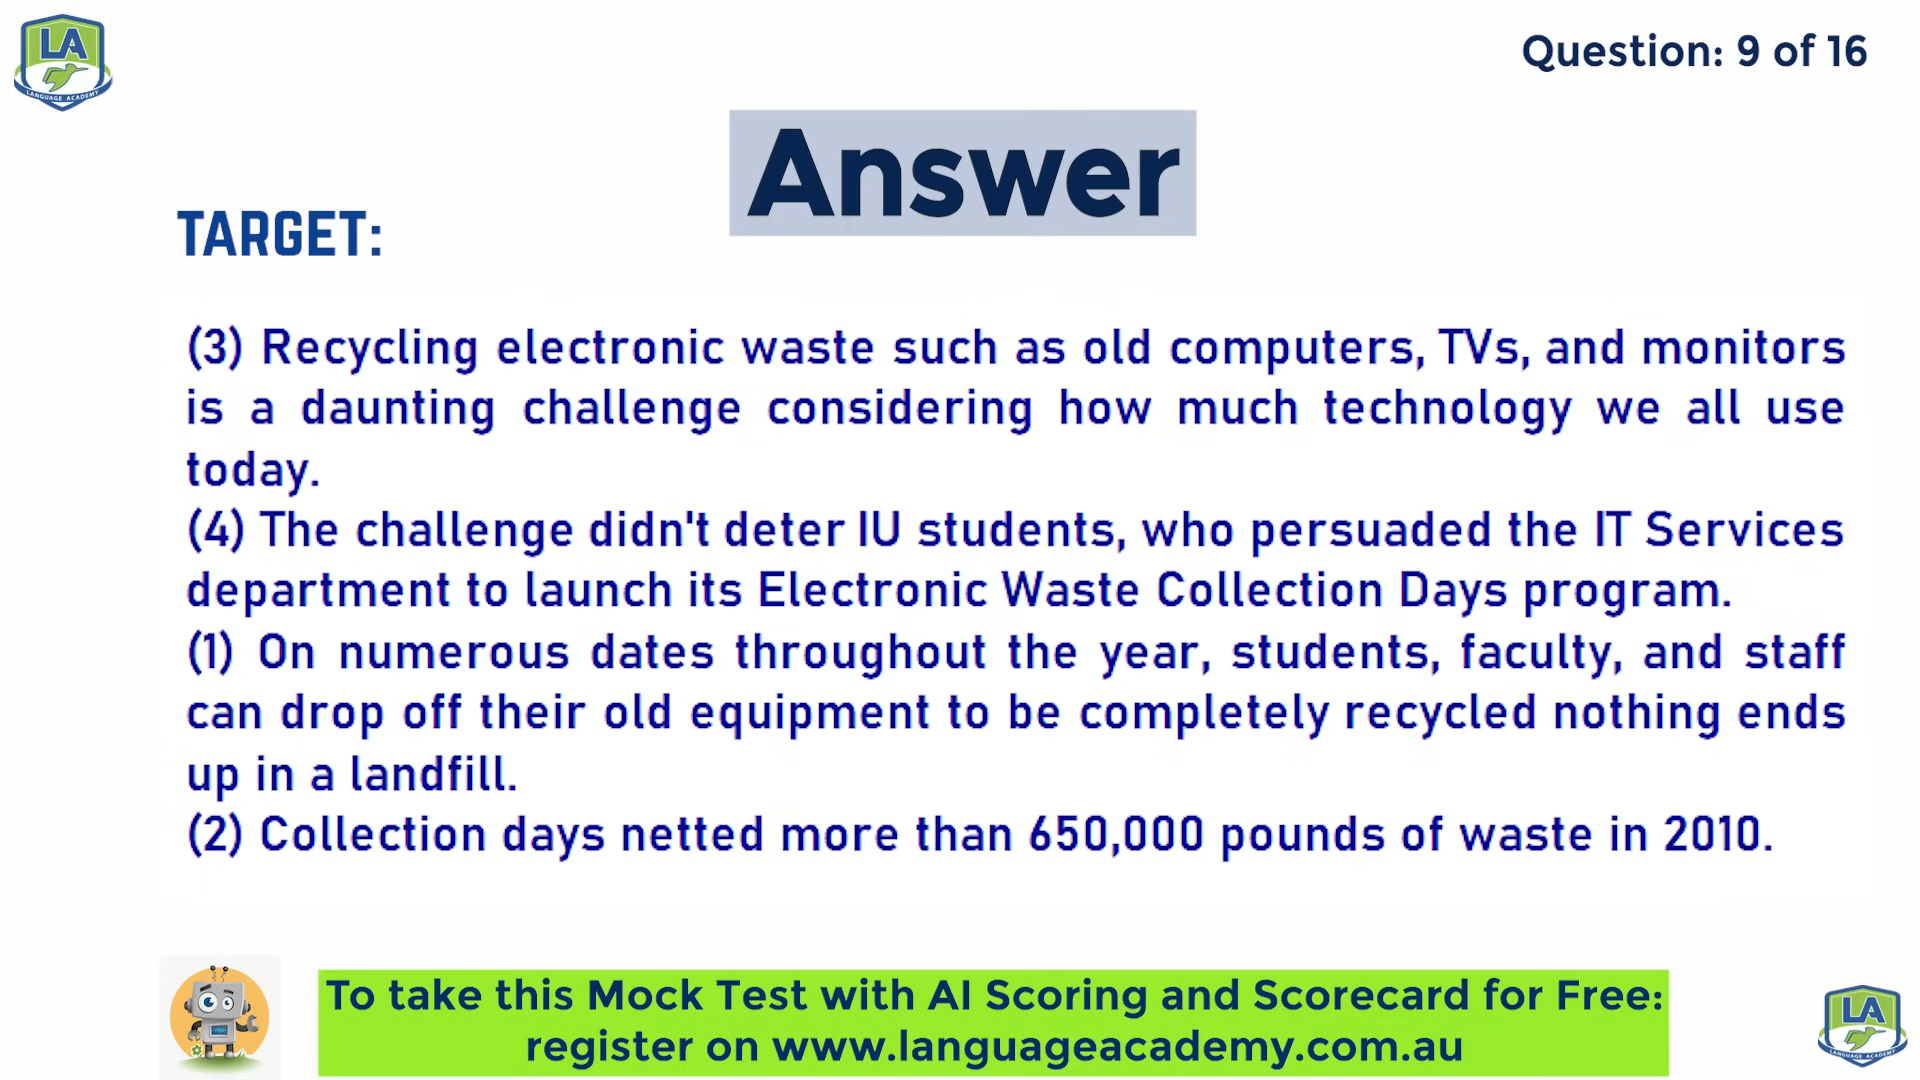 LA
LANGUAGE ACADEMY
Question: 9 of 16
Answer
TARGET:
(3) Recycling electronic waste such as old computers, TVs, and monitors
is a daunting challenge considering how much technology we all use
today.
(4) The challenge didn't deter IU students, who persuaded the IT Services
department to launch its Electronic Waste Collection Days program.
(1) On numerous dates throughout the year, students, faculty, and staff
can drop off their old equipment to be completely recycled nothing ends
up in a landfill.
(2) Collection days netted more than 650,000 pounds of waste in 2010.
To take this Mock Test with AI Scoring and Scorecard for Free:
register on www.languageacademy.com.au
LA
LANGUAGE ACADEMY